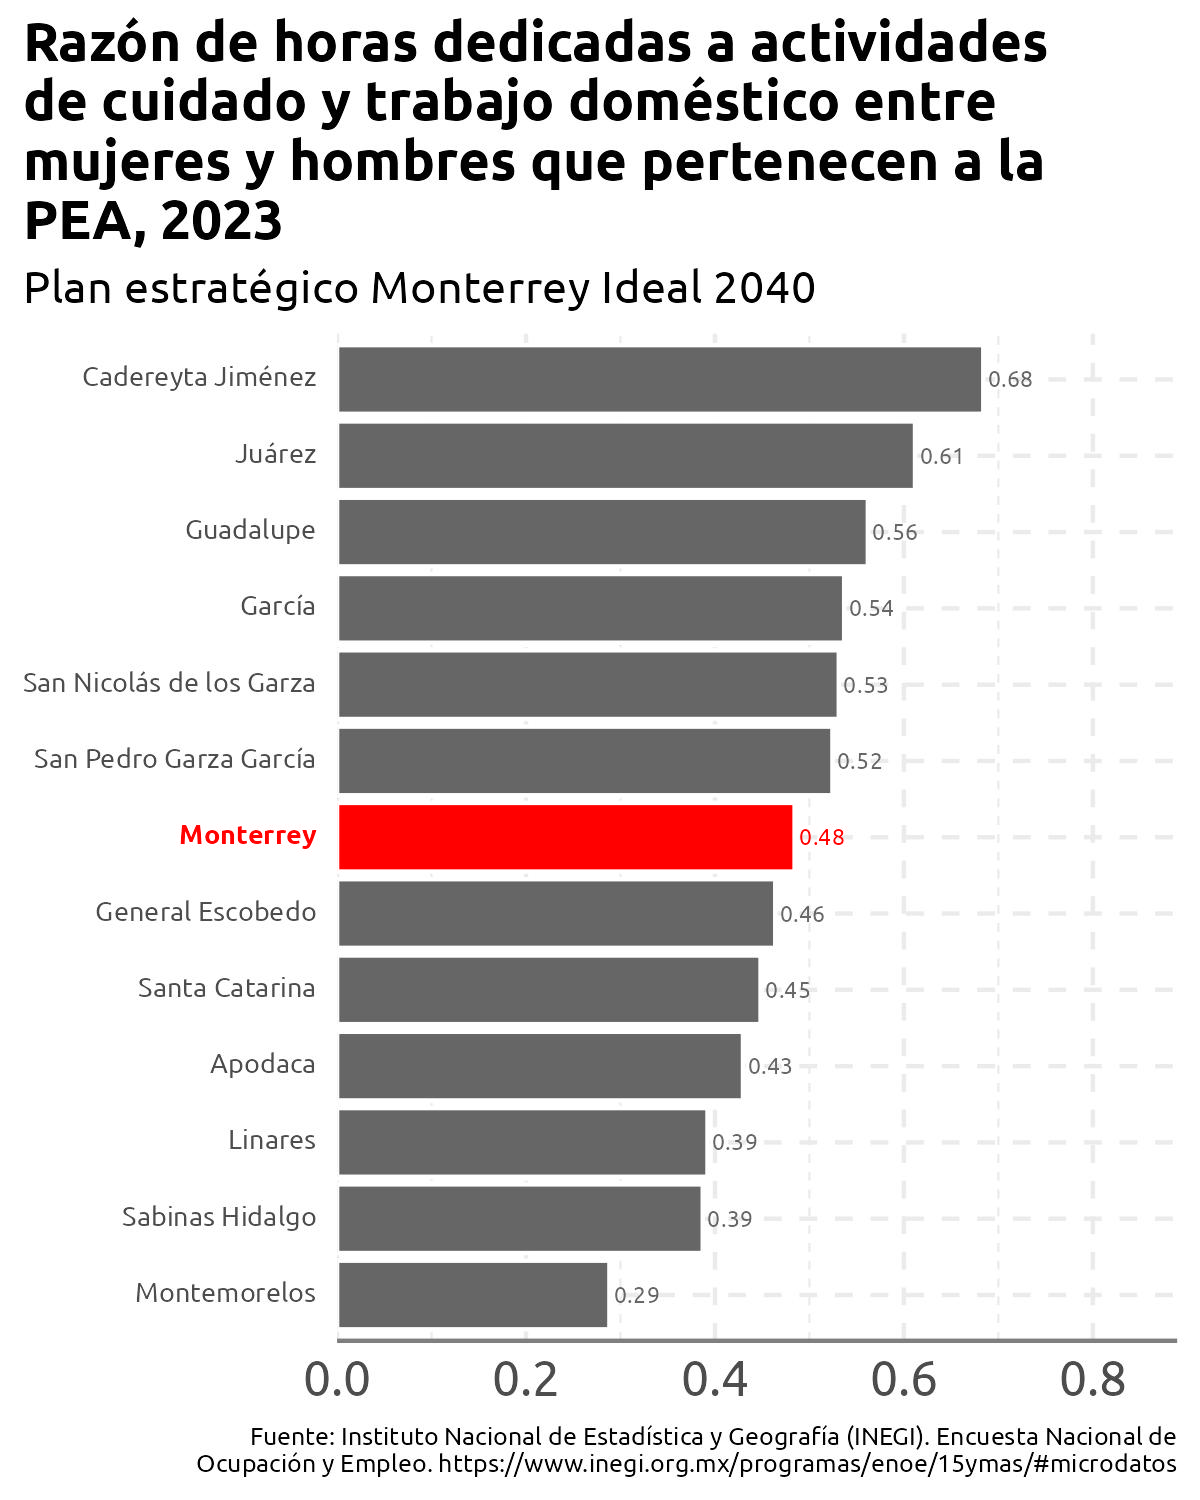 Razón de horas dedicadas a actividades
de cuidado y trabajo doméstico entre
mujeres y hombres que pertenecen a la
PEA, 2023
Plan estratégico Monterrey Ideal 2040
Cadereyta Jiménez 0.68
Juárez 0.61
Guadalupe 0.56
García 0.54
San Nicolás de los Garza 0.53
San Pedro Garza García 0.52
Monterrey 0.48
General Escobedo 0.46
Santa Catarina 0.45
Apodaca 0.43
Linares 0.39
Sabinas Hidalgo 0.39
Montemorelos 0.29
0.0 0.2 0.4 0.6 0.8
Fuente: Instituto Nacional de Estadística y Geografía (INEGI). Encuesta Nacional de
Ocupación y Empleo. https://www.inegi.org.mx/programas/enoe/15ymas/#microdatos